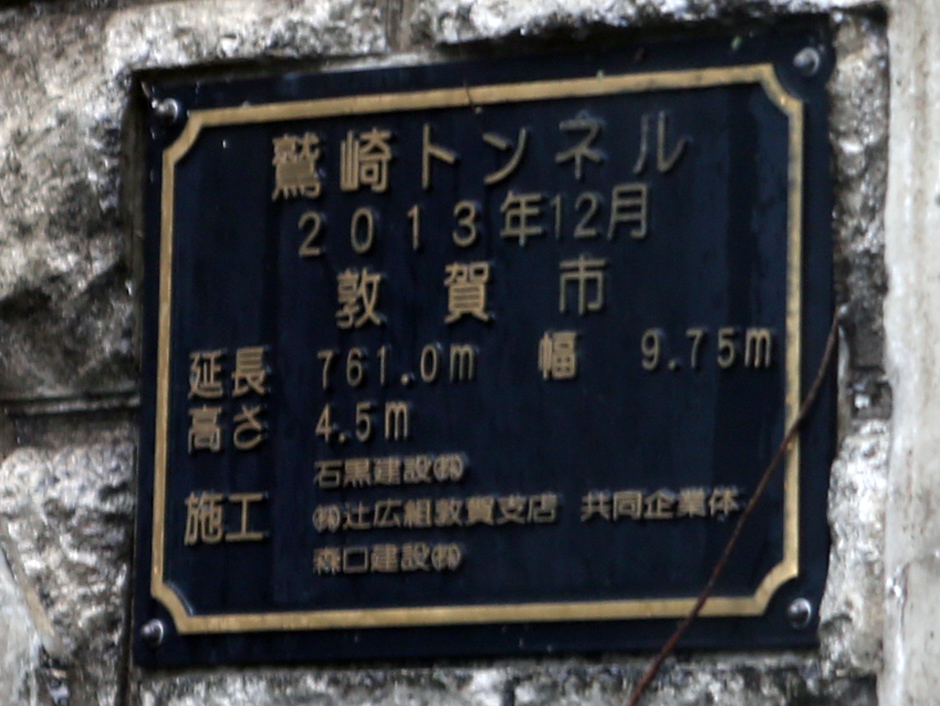 鷲崎トンネル
2013年12月
敦賀市
延長 761.0m 幅 9.75m
高さ 4.5m
石黒建設㈱
施工 ㈱辻広組敦賀支店 共同企業体
森口建設㈱